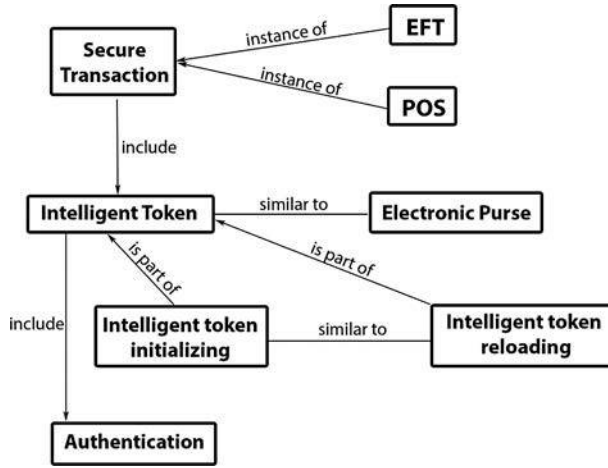 EFT
instance of
Secure
Transaction
instance of
POS
include
Intelligent Token
similar to
Electronic Purse
is part of
is part of
include
Intelligent token
initializing
similar to
Intelligent token
reloading
Authentication